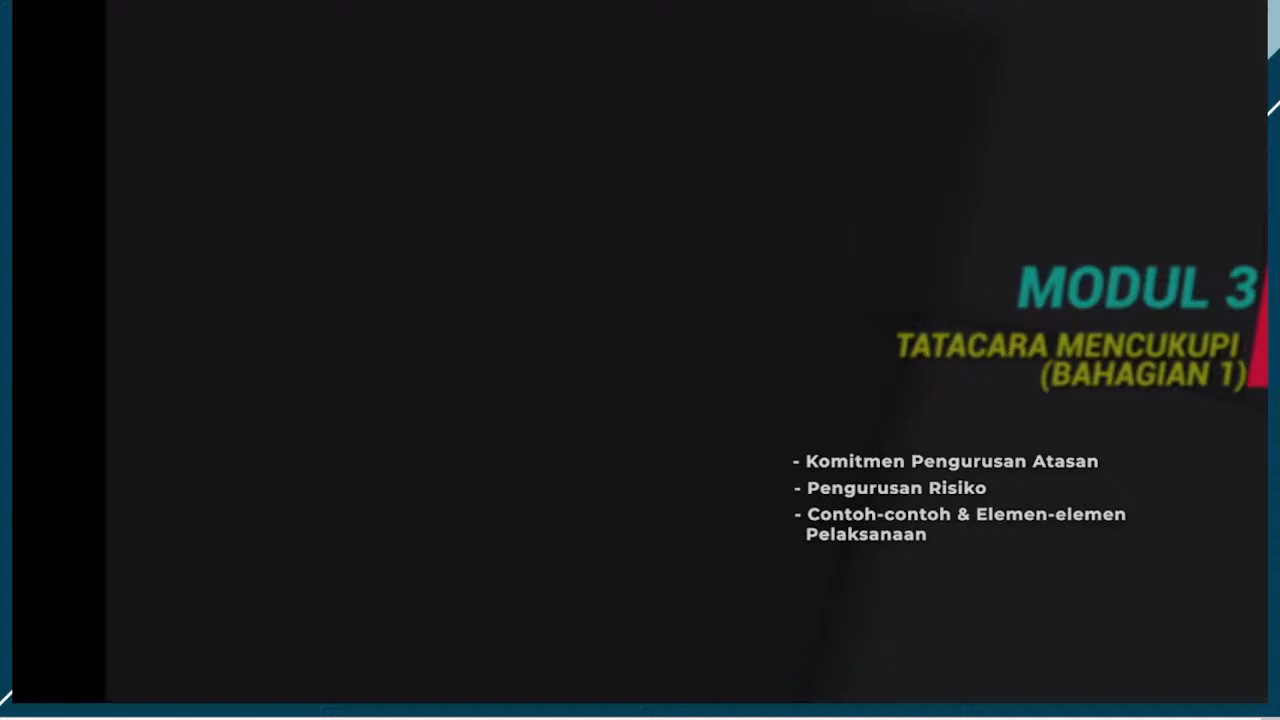 MODUL 3
TATACARA MENCUKUPI
(BAHAGIAN 1)
- Komitmen Pengurusan Atasan
- Pengurusan Risiko
- Contoh-contoh & Elemen-elemen
Pelaksanaan